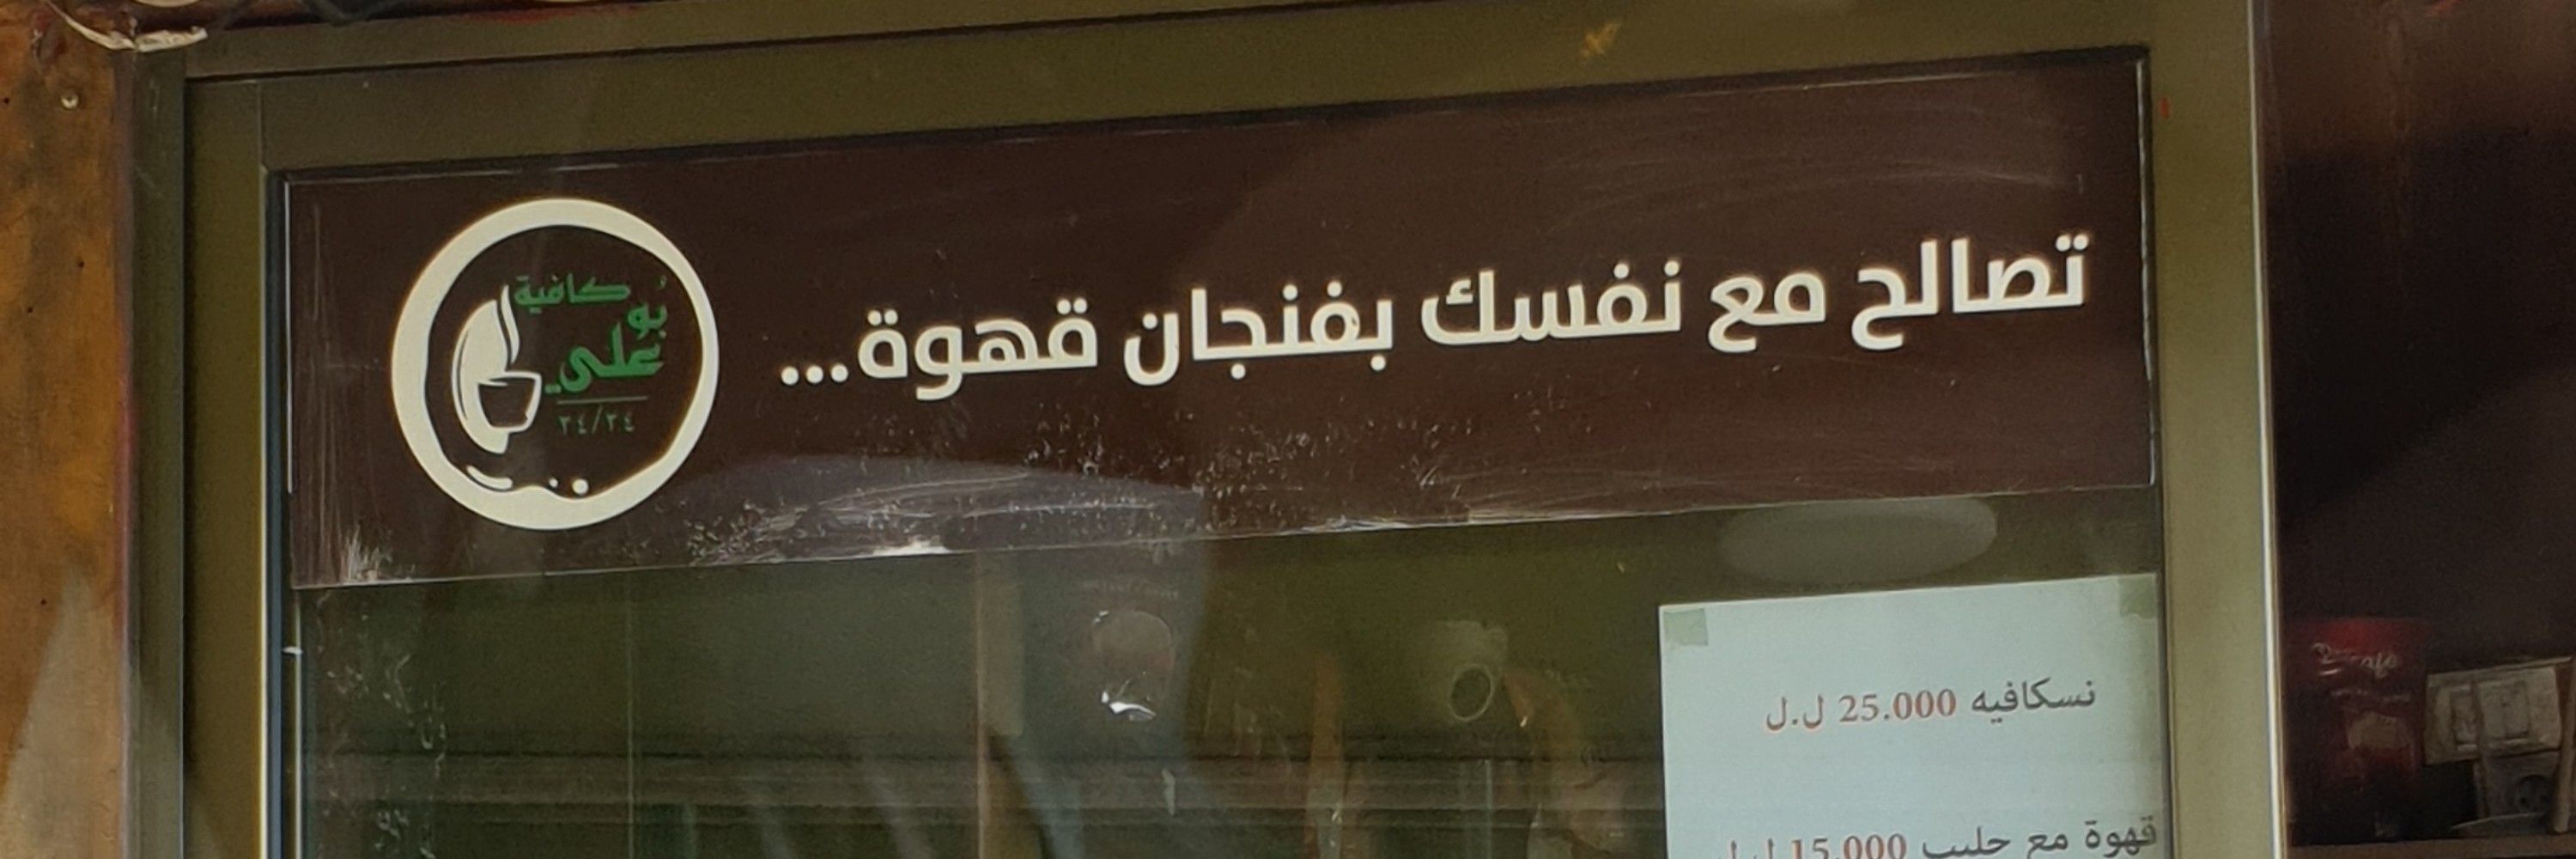 تصالح مع نفسك بفنجان قهوة...
كافية
بو علي
٢٤/٢٤
نسكافيه 25.000 ل.ل
قهوة مع حليب 15.000 ل.ل